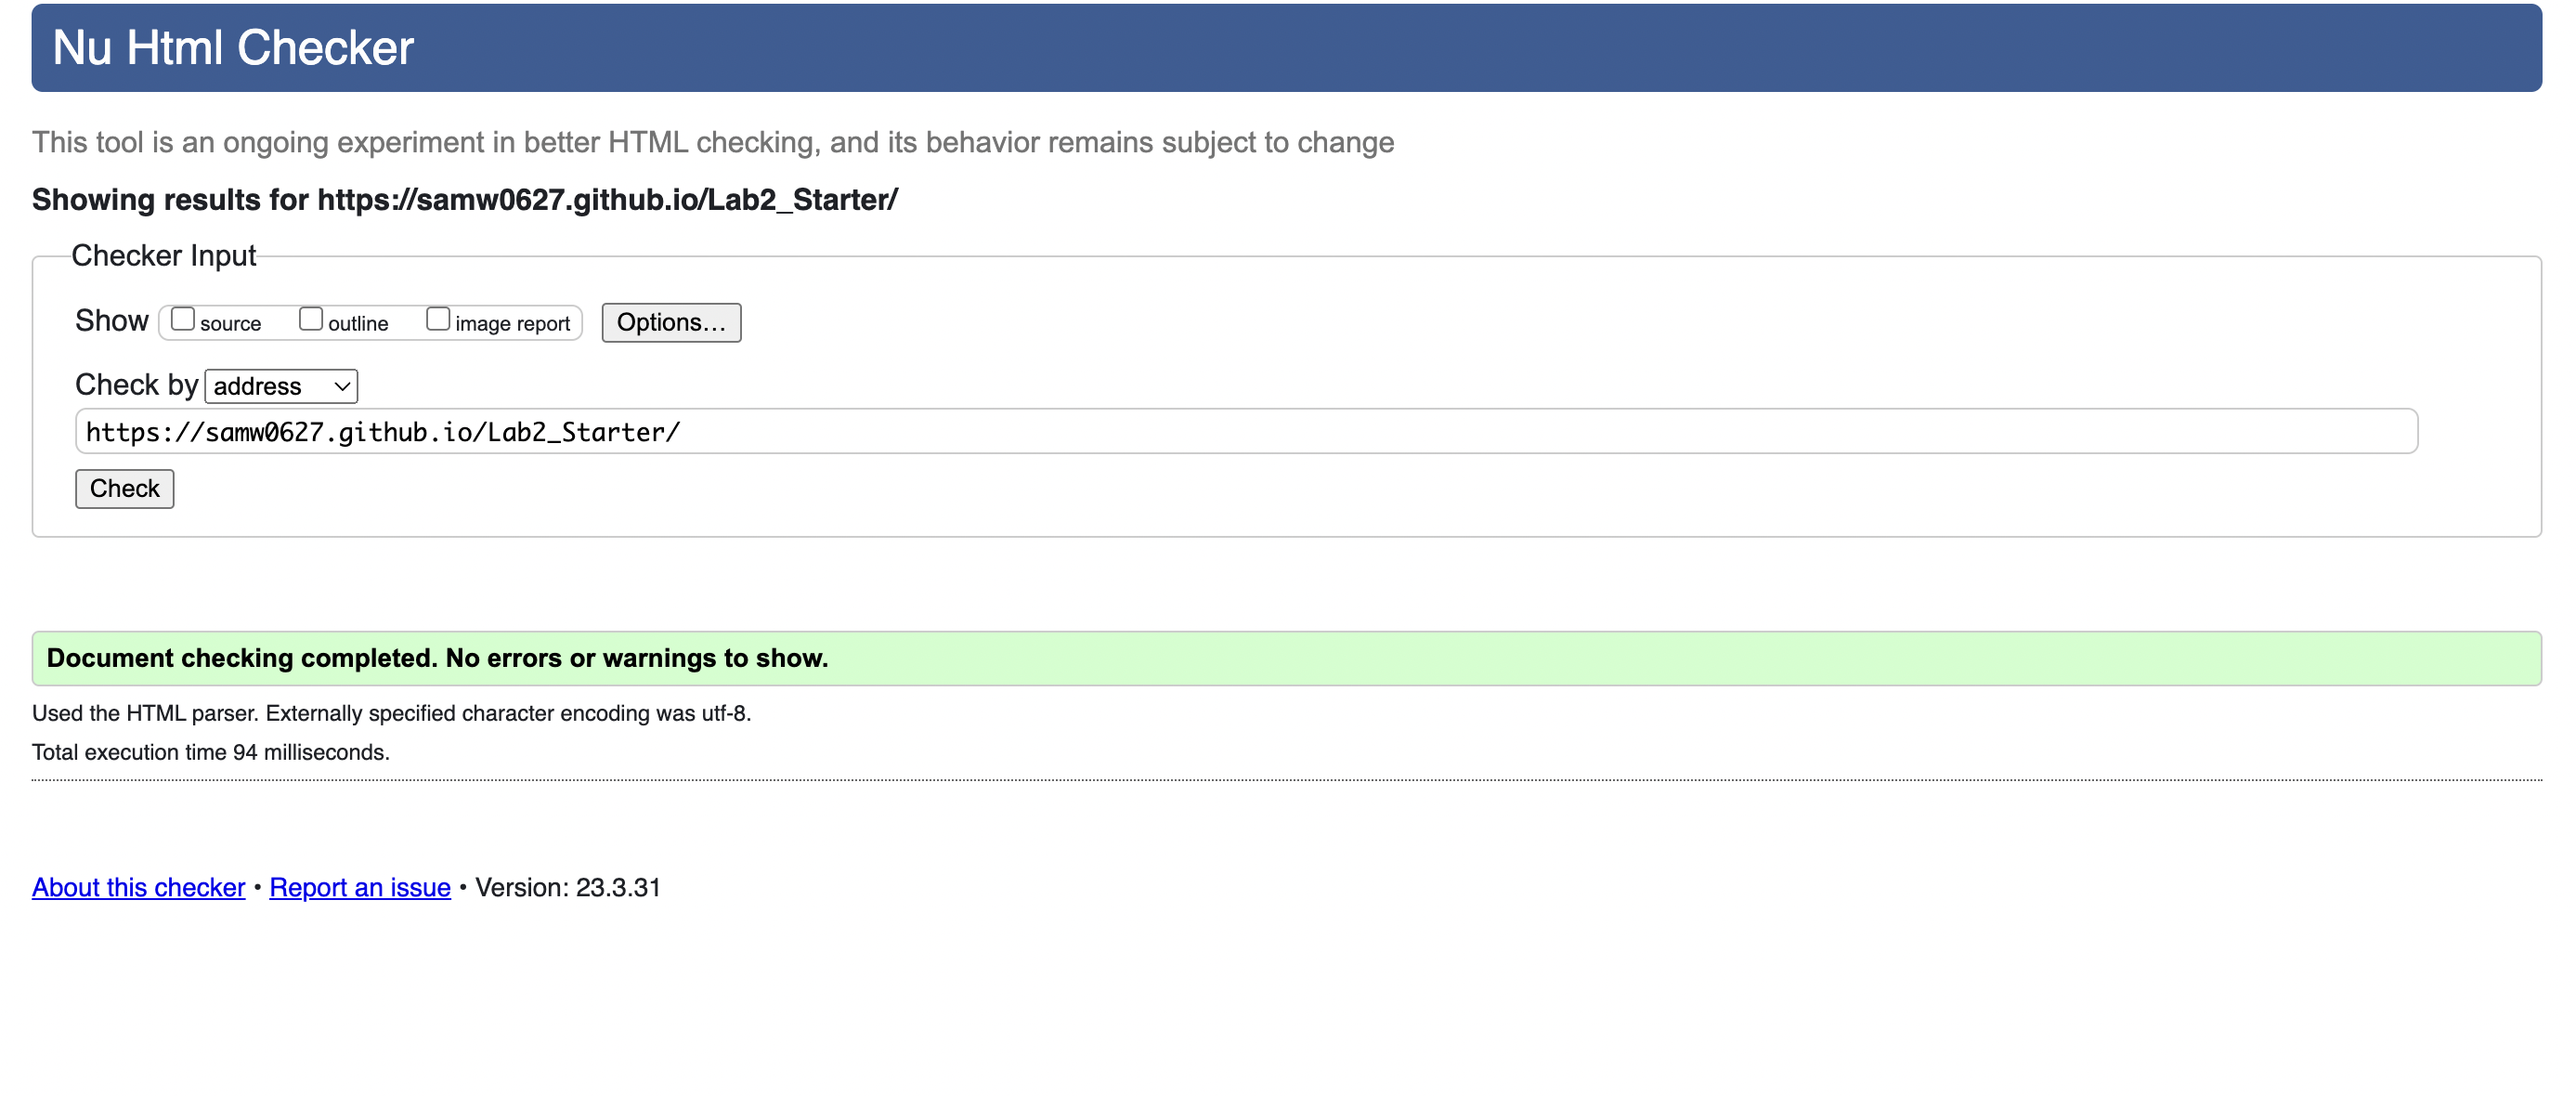 Nu Html Checker
This tool is an ongoing experiment in better HTML checking, and its behavior remains subject to change
Showing results for https://samw0627.github.io/Lab2_Starter/
Checker Input
Show source outline image report Options...
Check by address
https://samw0627.github.io/Lab2_Starter/
Check
Document checking completed. No errors or warnings to show.
Used the HTML parser. Externally specified character encoding was utf-8.
Total execution time 94 milliseconds.
About this checker • Report an issue • Version: 23.3.31